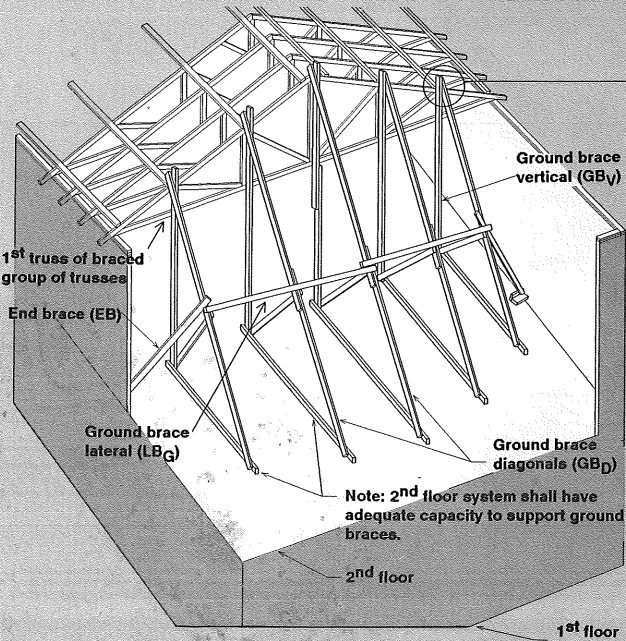 Ground brace
vertical (GBV)
1st truss of braced
group of trusses
End brace (EB)
Ground brace
lateral (LBG)
Ground brace
diagonals (GBD)
Note: 2nd floor system shall have
adequate capacity to support ground
braces.
2nd floor
1st floor